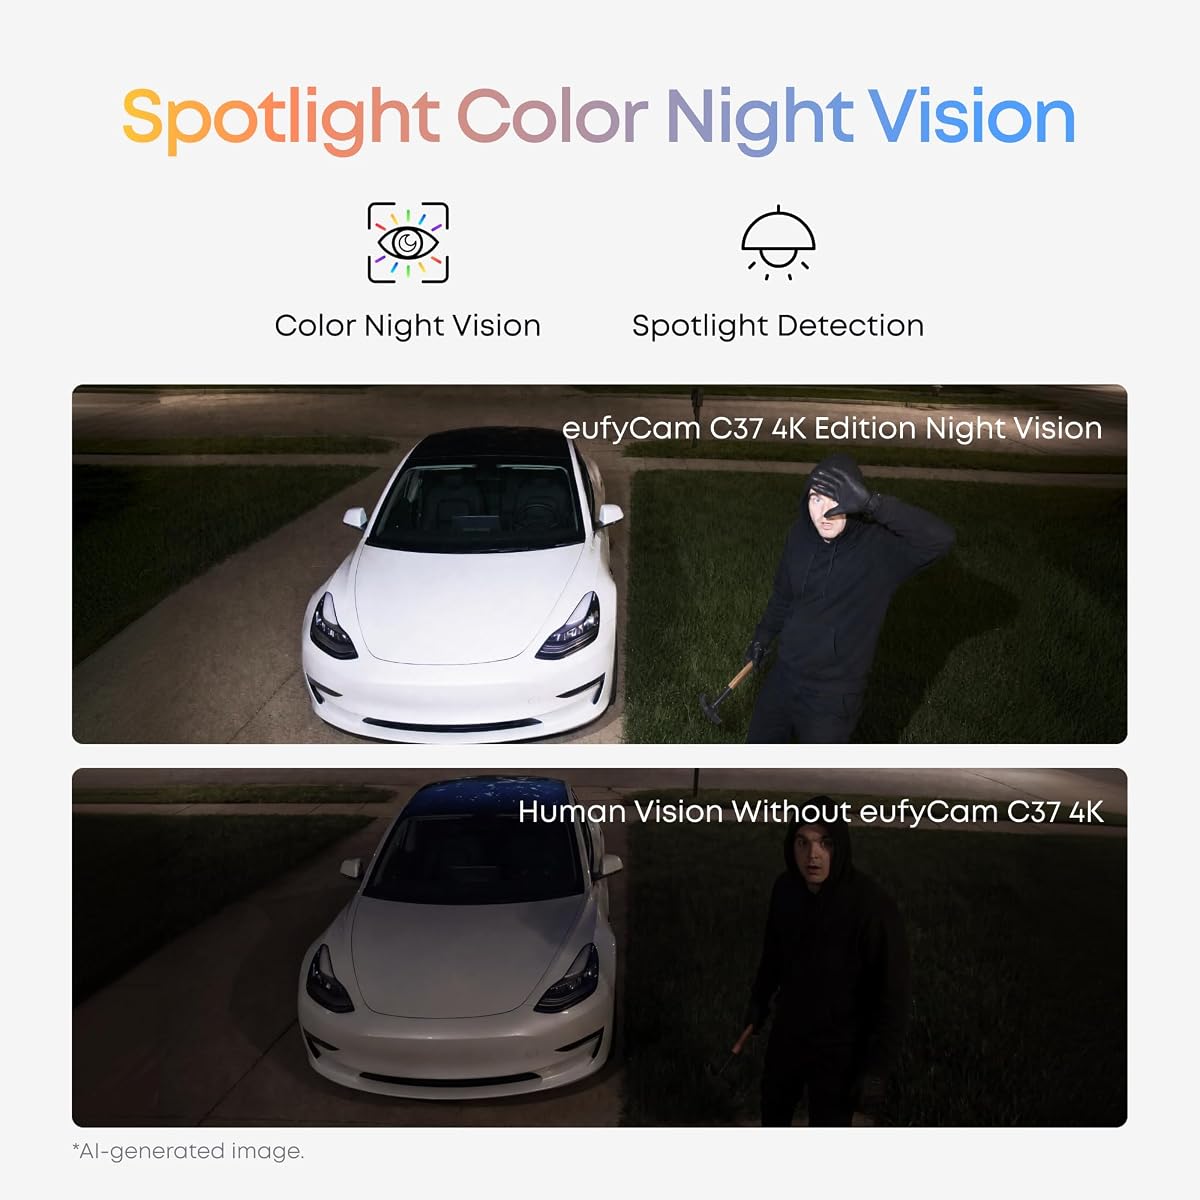 Spotlight Color Night Vision
Color Night Vision
Spotlight Detection
eufyCam C37 4K Edition Night Vision
Human Vision Without eufyCam C37 4K
*AI-generated image.